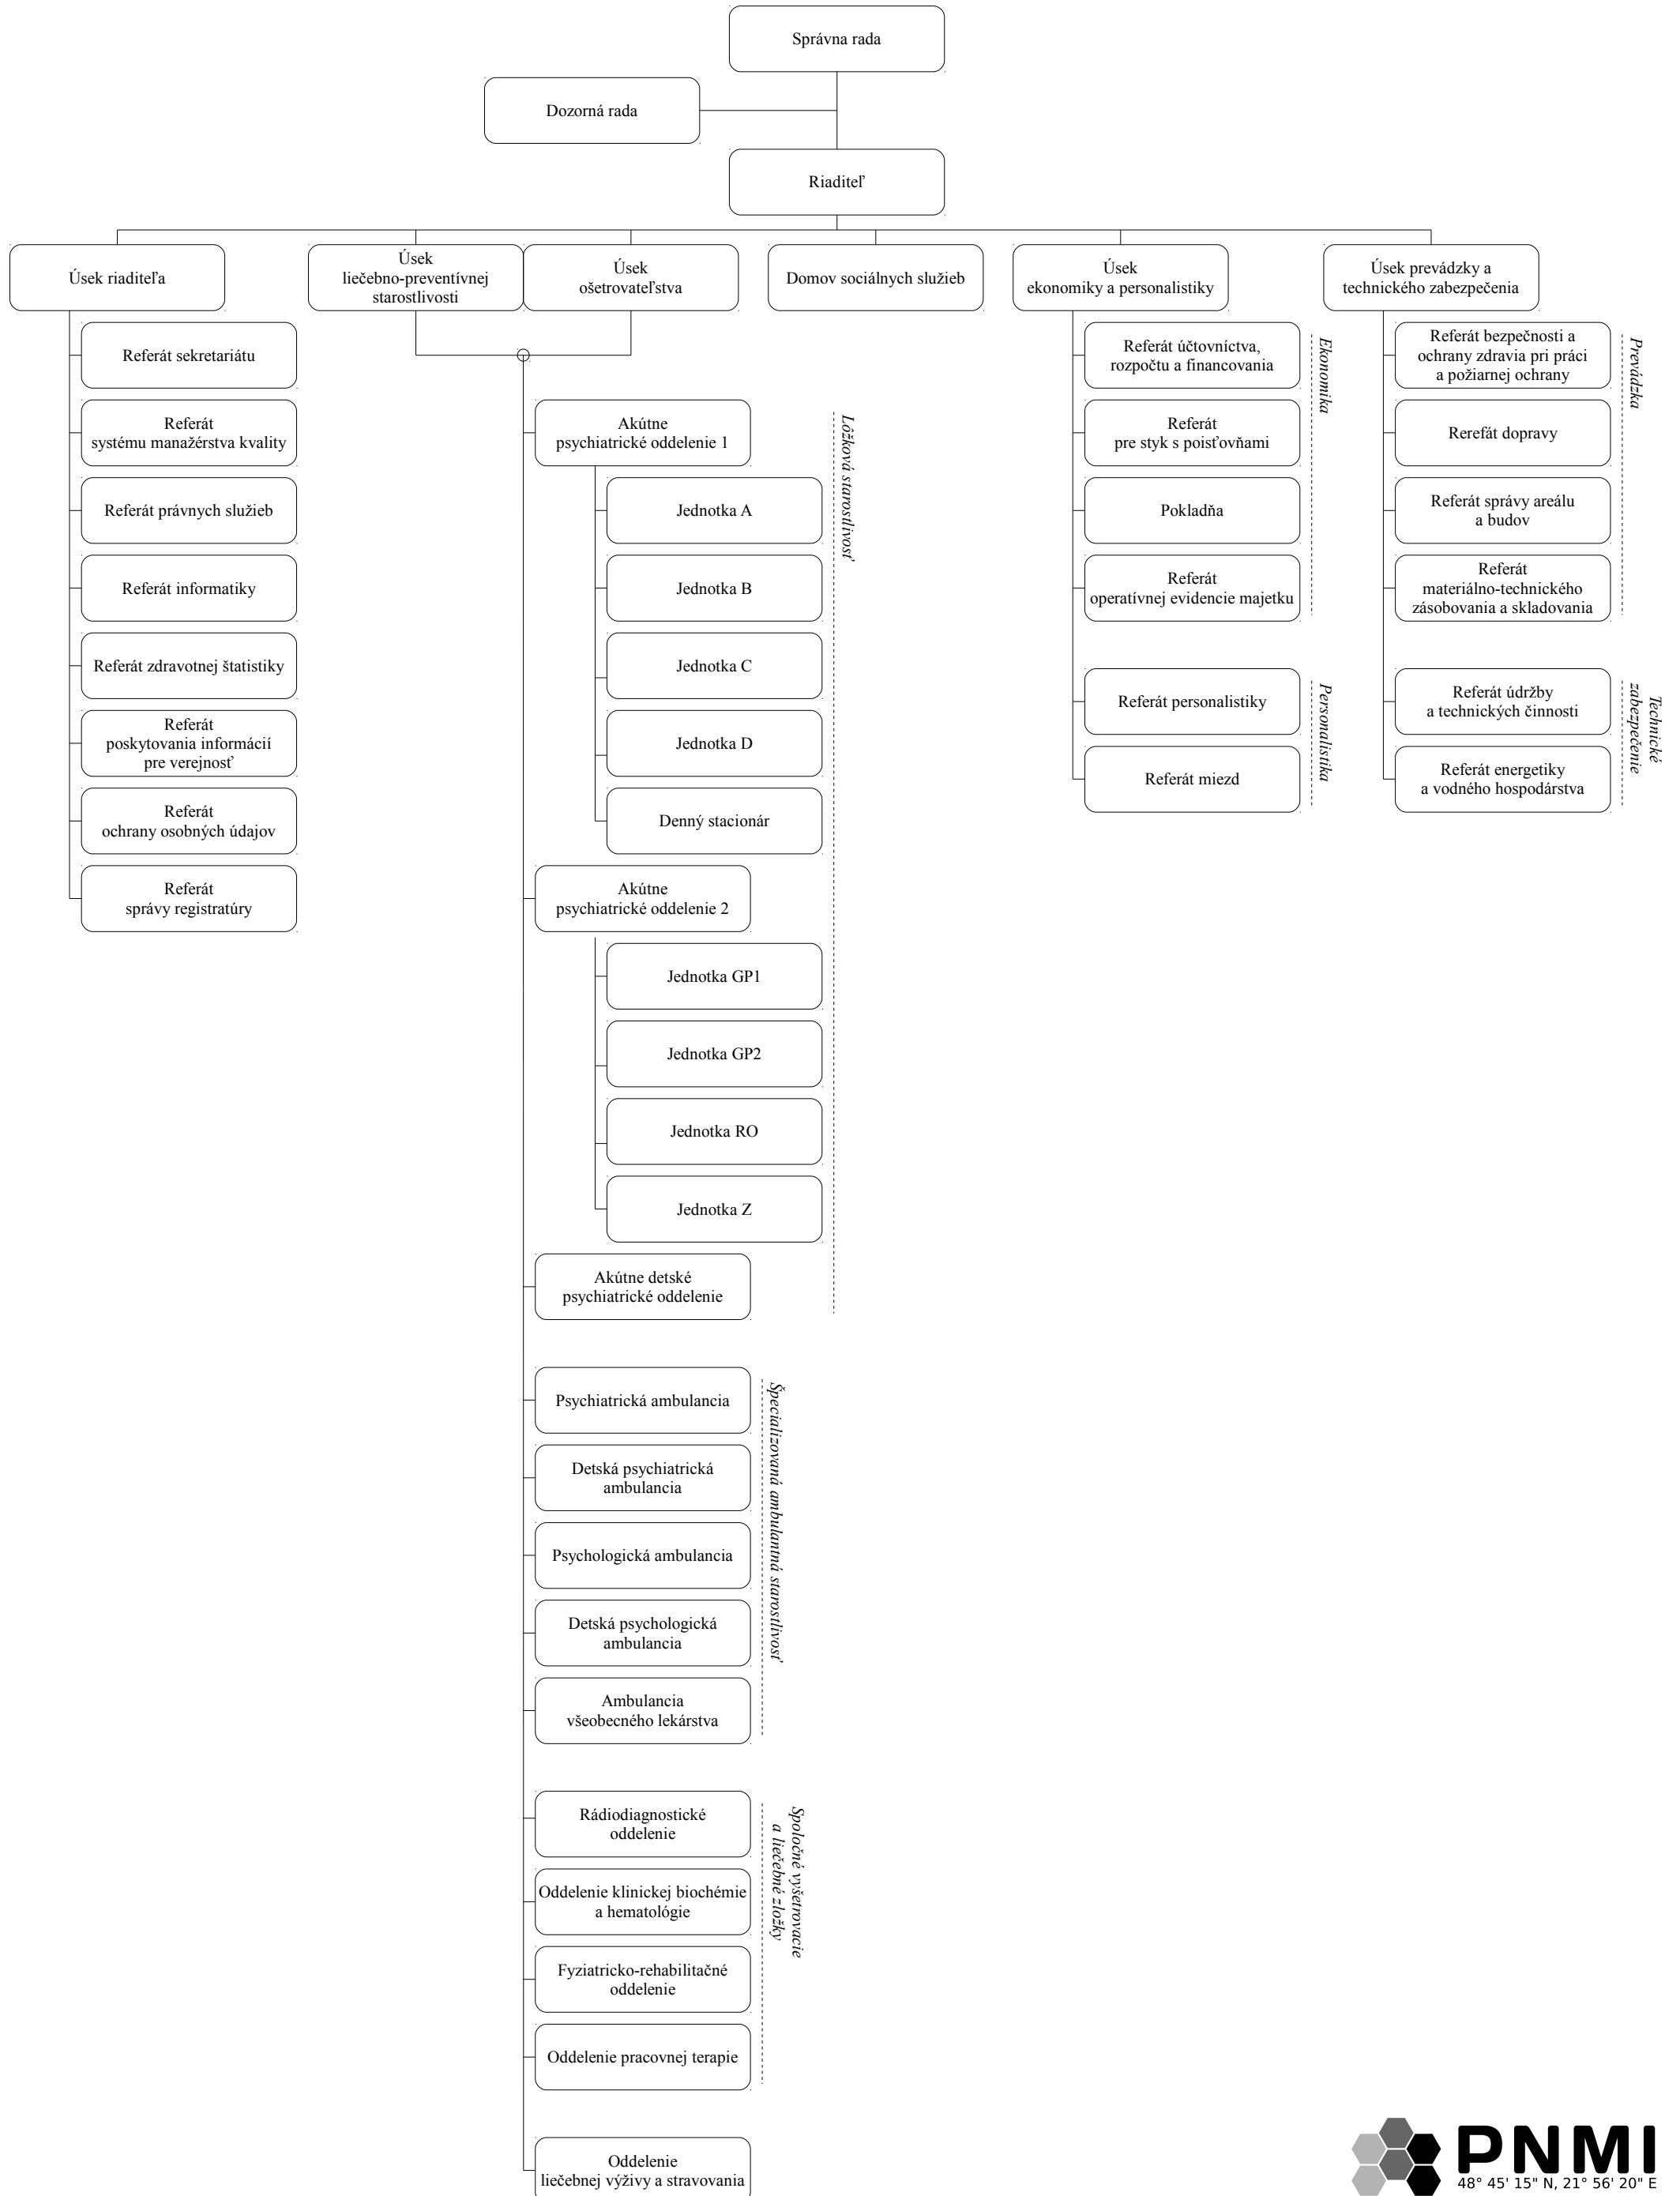 Správna rada
Dozorná rada
Riaditeľ
Úsek riaditeľa
Referát sekretariátu
Referát
systému manažérstva kvality
Referát právnych služieb
Referát informatiky
Referát zdravotnej štatistiky
Referát
poskytovania informácií
pre verejnosť
Referát
ochrany osobných údajov
Referát
správy registratúry
Úsek
liečebno-preventívnej
starostlivosti
Úsek
ošetrovateľstva
Akútne
psychiatrické oddelenie 1
Jednotka A
Jednotka B
Jednotka C
Jednotka D
Denný stacionár
Akútne
psychiatrické oddelenie 2
Jednotka GP1
Jednotka GP2
Jednotka RO
Jednotka Z
Akútne detské
psychiatrické oddelenie
Lôžková starostlivosť
Psychiatrická ambulancia
Detská psychiatrická
ambulancia
Psychologická ambulancia
Detská psychologická
ambulancia
Ambulancia
všeobecného lekárstva
Špecializovaná ambulantná starostlivosť
Rádiodiagnostické
oddelenie
Oddelenie klinickej biochémie
a hematológie
Fyziatricko-rehabilitačné
oddelenie
Oddelenie pracovnej terapie
Spoločné vyšetrovacie
a liečebné zložky
Oddelenie
liečebnej výživy a stravovania
Domov sociálnych služieb
Úsek
ekonomiky a personalistiky
Referát účtovníctva,
rozpočtu a financovania
Referát
pre styk s poisťovňami
Pokladňa
Referát
operatívnej evidencie majetku
Ekonomika
Referát personalistiky
Referát miezd
Personalistika
Úsek prevádzky a
technického zabezpečenia
Referát bezpečnosti a
ochrany zdravia pri práci
a požiarnej ochrany
Rerefát dopravy
Referát správy areálu
a budov
Referát
materiálno-technického
zásobovania a skladovania
Prevádzka
Referát údržby
a technických činnosti
Referát energetiky
a vodného hospodárstva
Technické
zabezpečenie
PNMI
48° 45' 15" N, 21° 56' 20" E